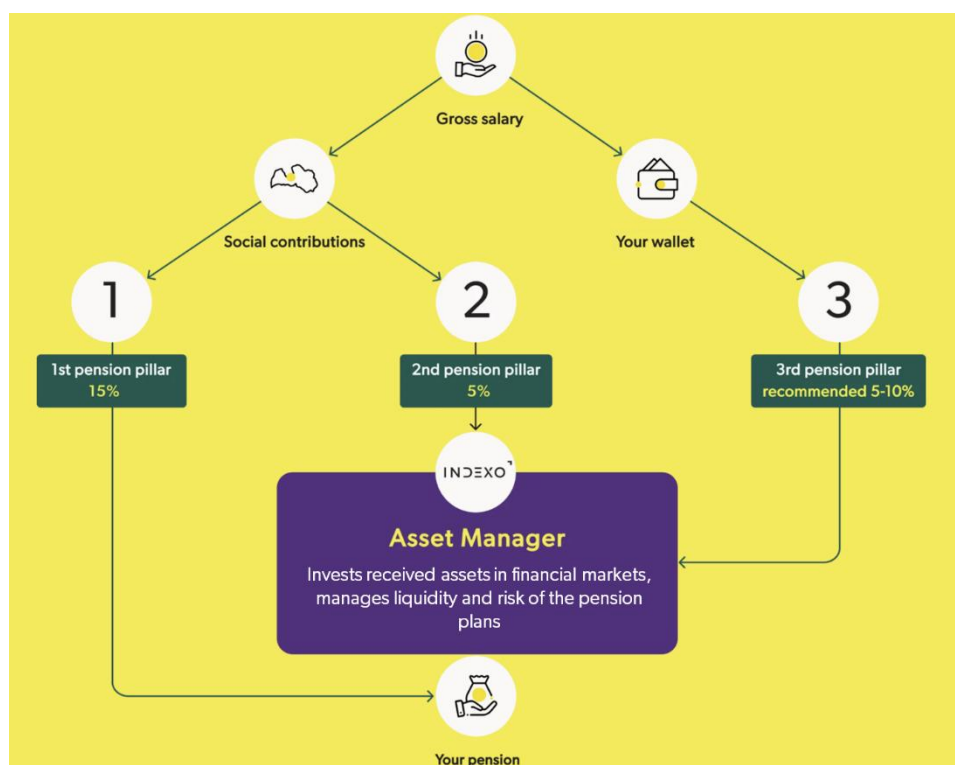 Gross salary
Social contributions
Your wallet
1
2
3
1st pension pillar
15%
2nd pension pillar
5%
3rd pension pillar
recommended 5-10%
INDEXO
Asset Manager
Invests received assets in financial markets,
manages liquidity and risk of the pension
plans
Your pension